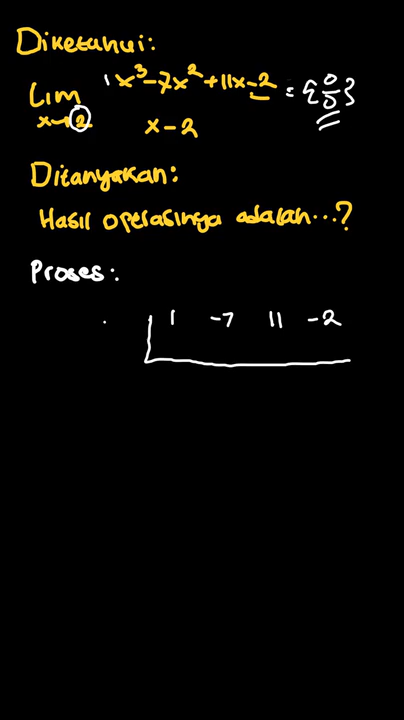 Diketahui:
Lim x→2 1x³-7x²+11x-2 = {0/0}
x-2
Ditanyakan:
Hasil operasinya adalah...?
Proses:
1 -7 11 -2